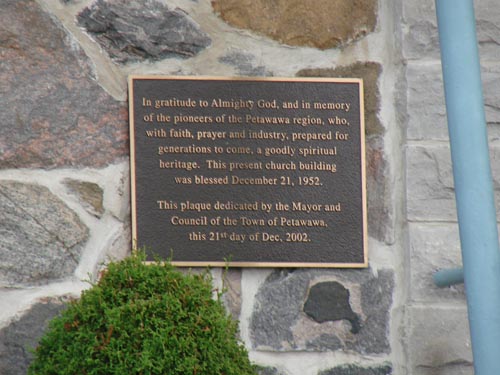 In gratitude to Almighty God, and in memory
of the pioneers of the Petawawa region, who,
with faith, prayer and industry, prepared for
generations to come, a goodly spiritual
heritage. This present church building
was blessed December 21, 1952.
This plaque dedicated by the Mayor and
Council of the Town of Petawawa,
this 21st day of Dec, 2002.